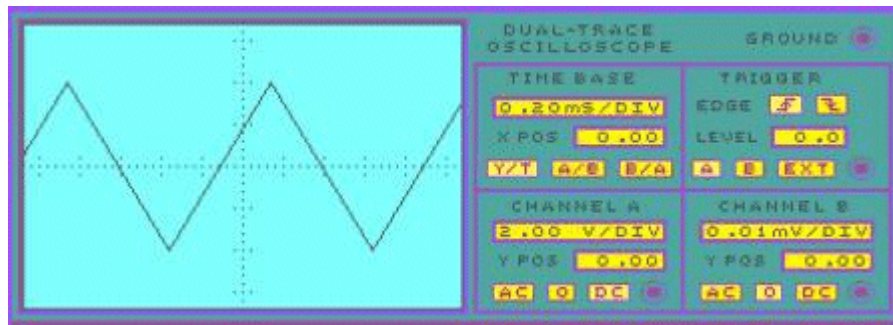 DUAL-TRACE
OSCILLOSCOPE
GROUND
TIME BASE
0.20mS/DIV
X POS 0.00
Y/T A/B B/A
TRIGGER
EDGE
LEVEL 0.0
A B EXT
CHANNEL A
2.00 V/DIV
Y POS 0.00
AC 0 DC
CHANNEL B
0.01mV/DIV
Y POS 0.00
AC 0 DC